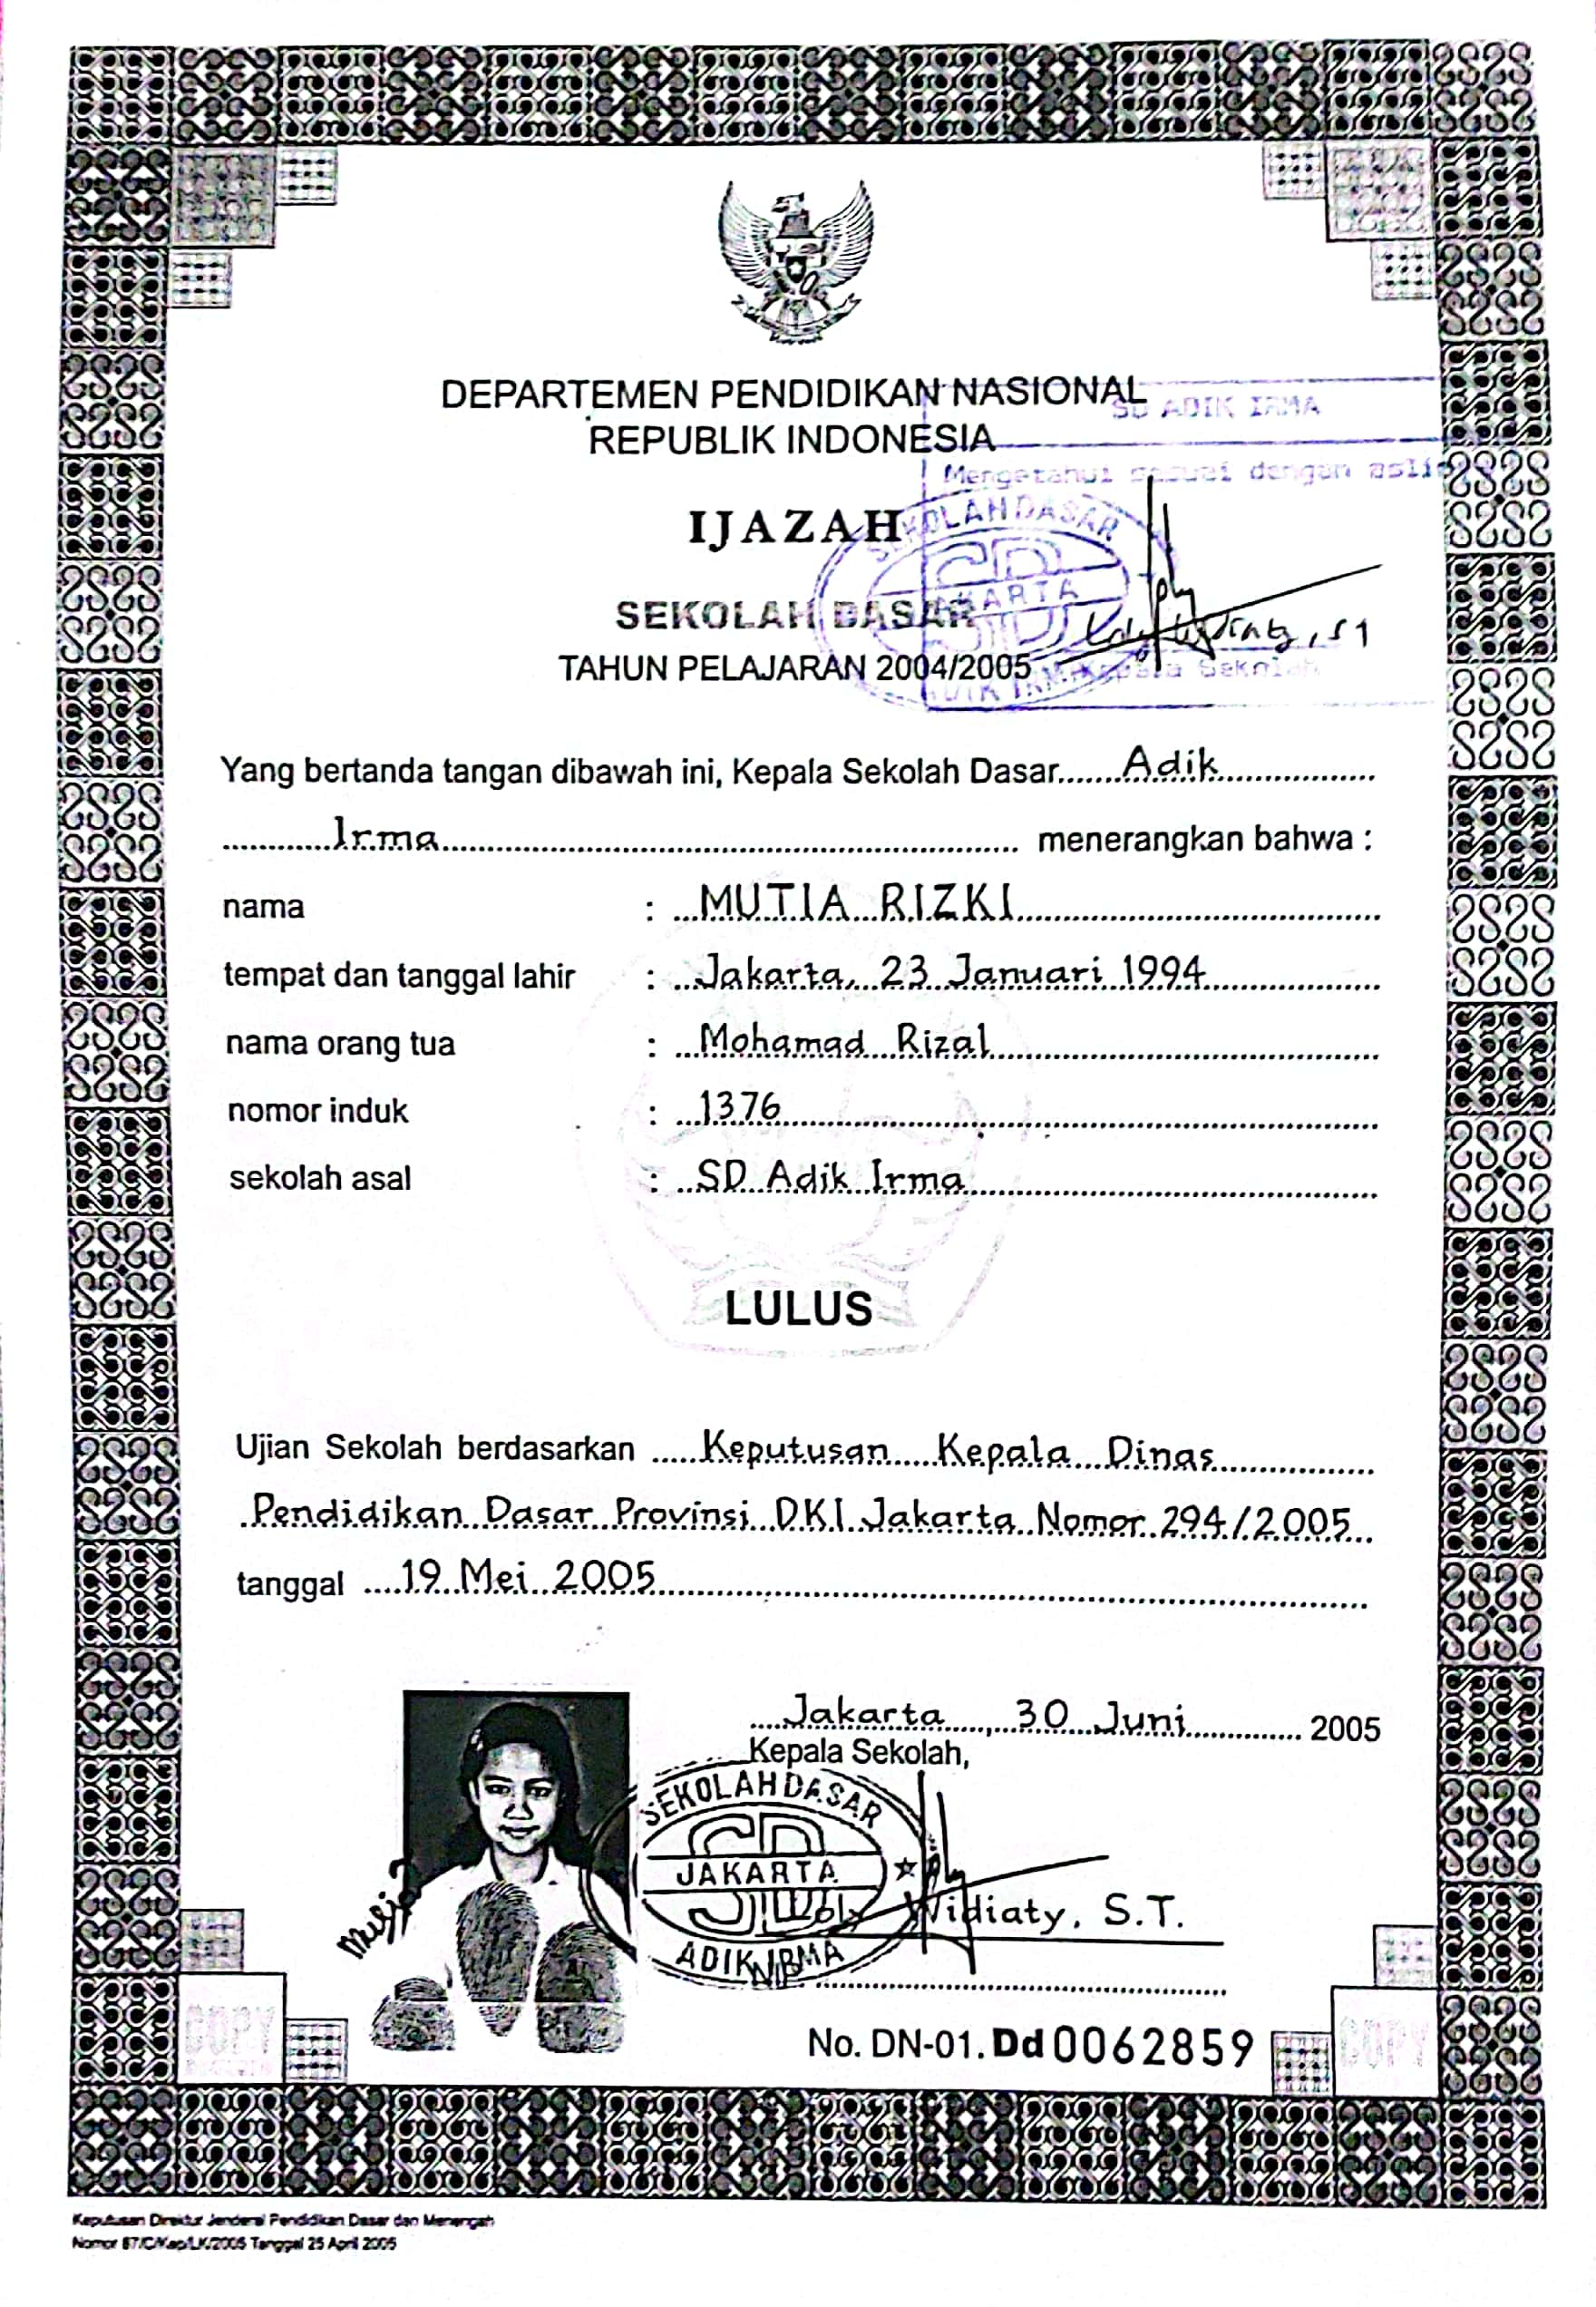 DEPARTEMEN PENDIDIKAN NASIONAL
REPUBLIK INDONESIA
SD ADIK IRMA
Mengetahui sesuai dengan
IJAZAH
SEKOLAH DASAR
JAKARTA
ADIK IRMA
Kepala Sekolah
SEKOLAH DASAR
TAHUN PELAJARAN 2004/2005
Yang bertanda tangan dibawah ini, Kepala Sekolah Dasar Adik
Irma menerangkan bahwa :
nama : MUTIA RIZKI
tempat dan tanggal lahir : Jakarta, 23 Januari 1994
nama orang tua : Mohamad Rizal
nomor induk : 1376
sekolah asal : SD Adik Irma
LULUS
Ujian Sekolah berdasarkan Keputusan Kepala Dinas
Pendidikan Dasar Provinsi DKI Jakarta Nomor 294/2005
tanggal 19 Mei 2005
Jakarta, 30 Juni 2005
Kepala Sekolah,
SEKOLAH DASAR
SD
JAKARTA
ADIK IRMA
Widiaty, S.T.
NIP
No. DN-01. Dd 0062859
COPY
COPY
Keputusan Direktur Jenderal Pendidikan Dasar dan Menengah
Nomor 87/C/Kep/LK/2005 Tanggal 25 April 2005